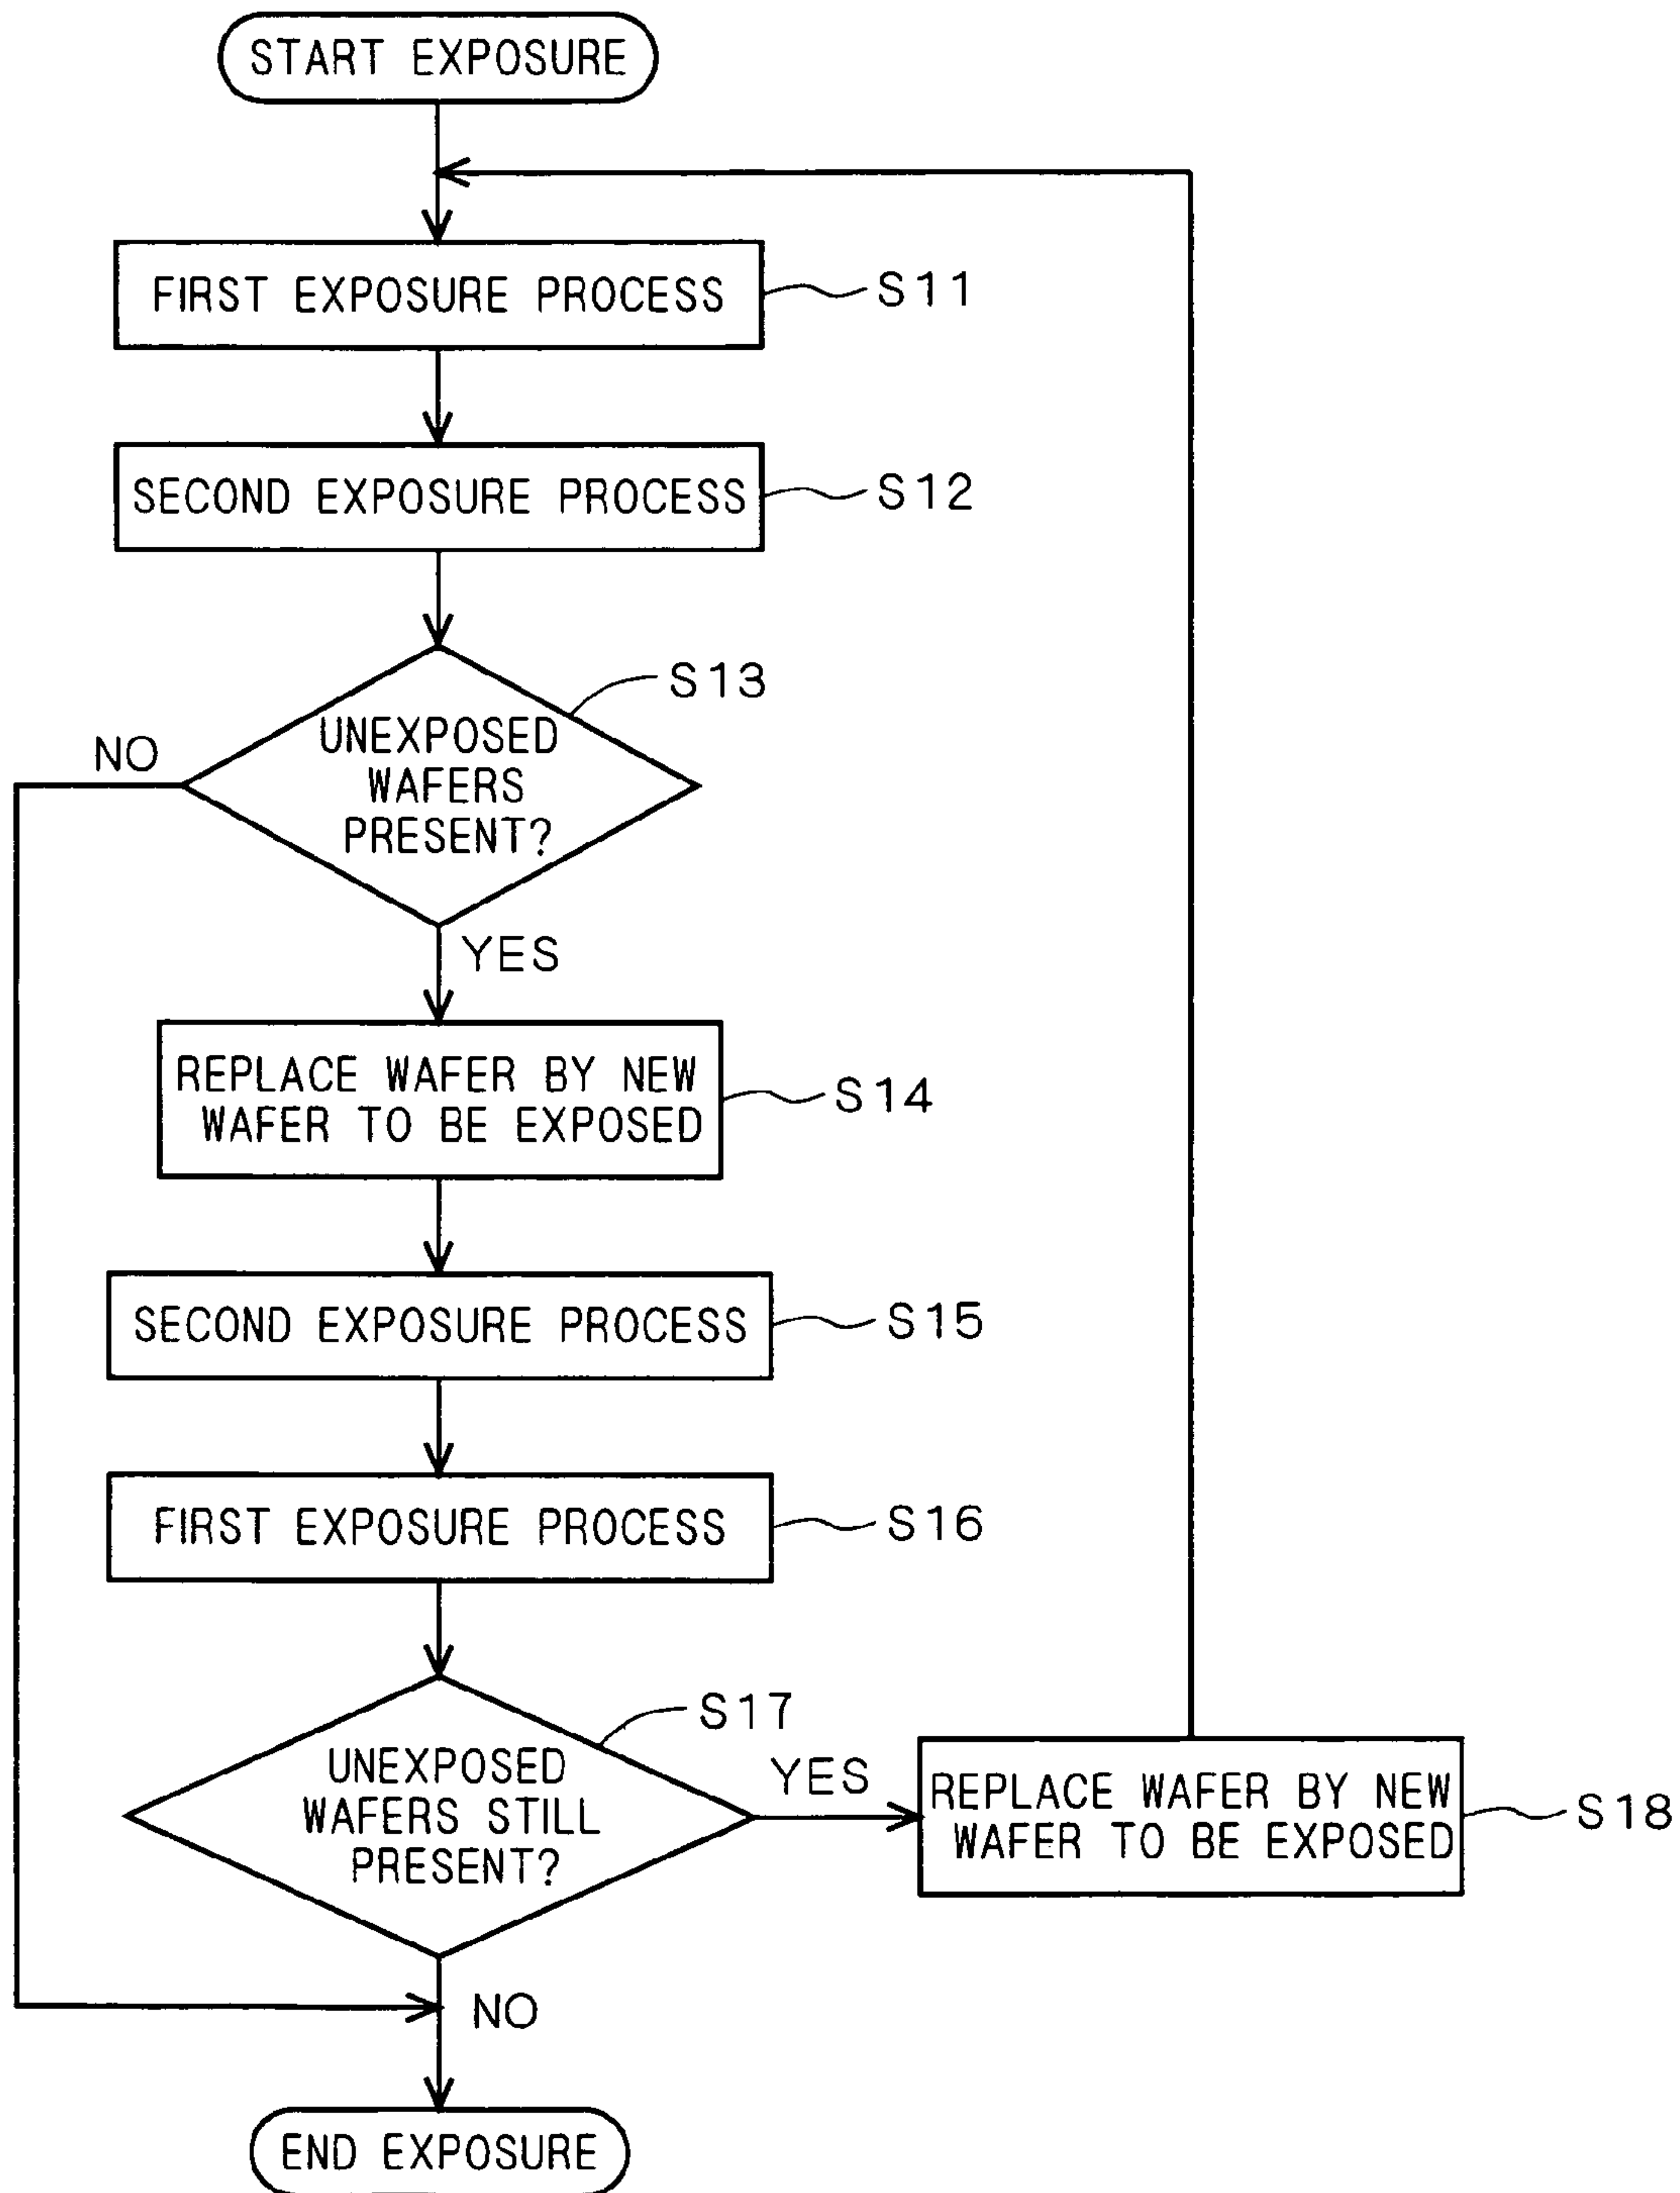 START EXPOSURE
FIRST EXPOSURE PROCESS
S11
SECOND EXPOSURE PROCESS
S12
S13
UNEXPOSED
WAFERS
PRESENT?
NO
YES
REPLACE WAFER BY NEW
WAFER TO BE EXPOSED
S14
SECOND EXPOSURE PROCESS
S15
FIRST EXPOSURE PROCESS
S16
S17
UNEXPOSED
WAFERS STILL
PRESENT?
YES
REPLACE WAFER BY NEW
WAFER TO BE EXPOSED
S18
NO
END EXPOSURE